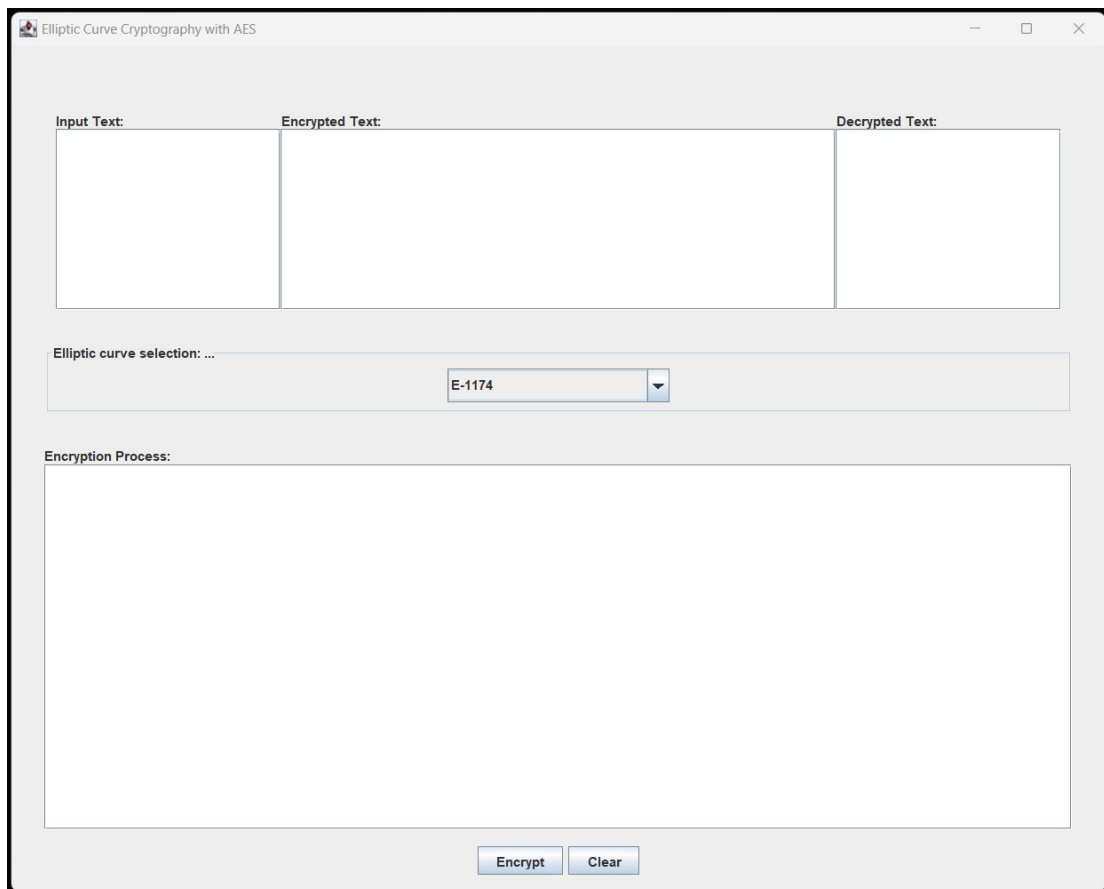 Elliptic Curve Cryptography with AES
Input Text: Encrypted Text: Decrypted Text:
Elliptic curve selection: ...
E-1174
Encryption Process:
Encrypt Clear